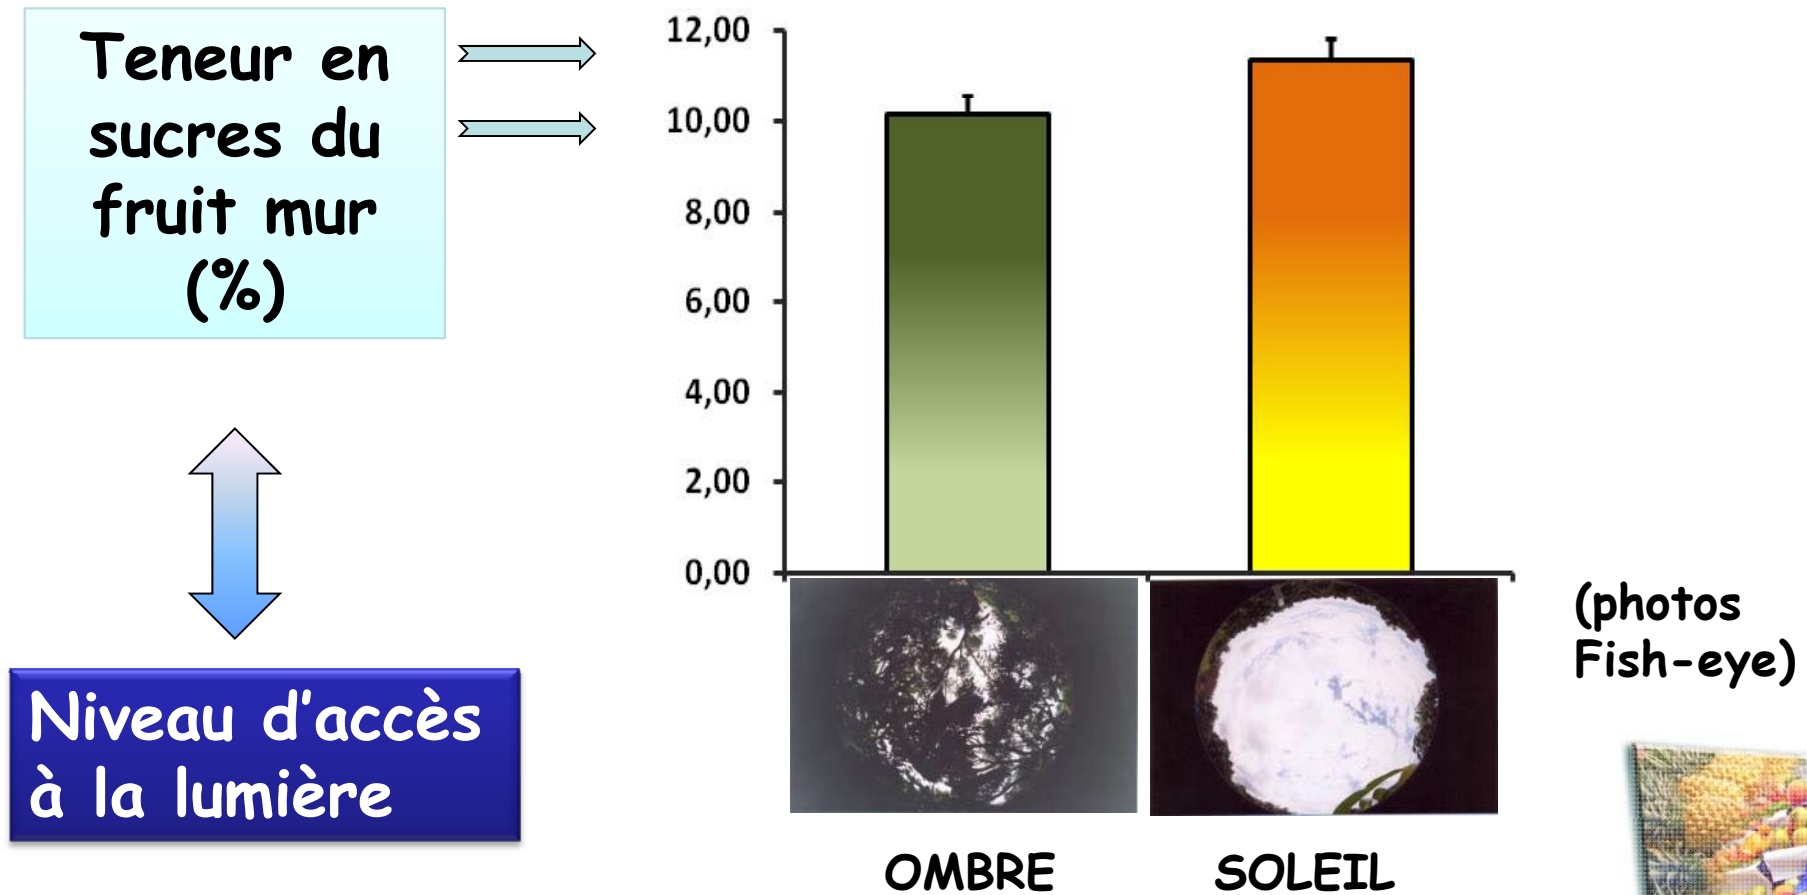 Teneur en
sucres du
fruit mur
(%)
12,00
10,00
8,00
6,00
4,00
2,00
0,00
Niveau d'accès
à la lumière
(photos
Fish-eye)
OMBRE
SOLEIL